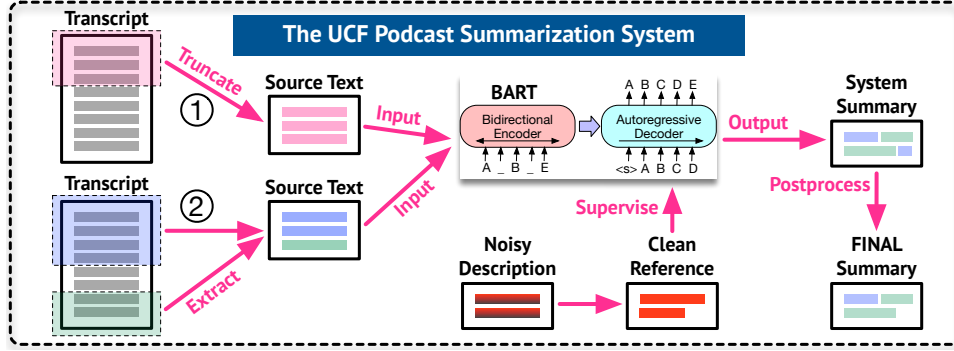 The UCF Podcast Summarization System
Transcript
Truncate
1
Source Text
Input
BART
Bidirectional
Encoder
A _ B _ E
A B C D E
Autoregressive
Decoder
<s> A B C D
Output
System
Summary
Transcript
2
Extract
Source Text
Input
Supervise
Postprocess
Noisy
Description
Clean
Reference
FINAL
Summary